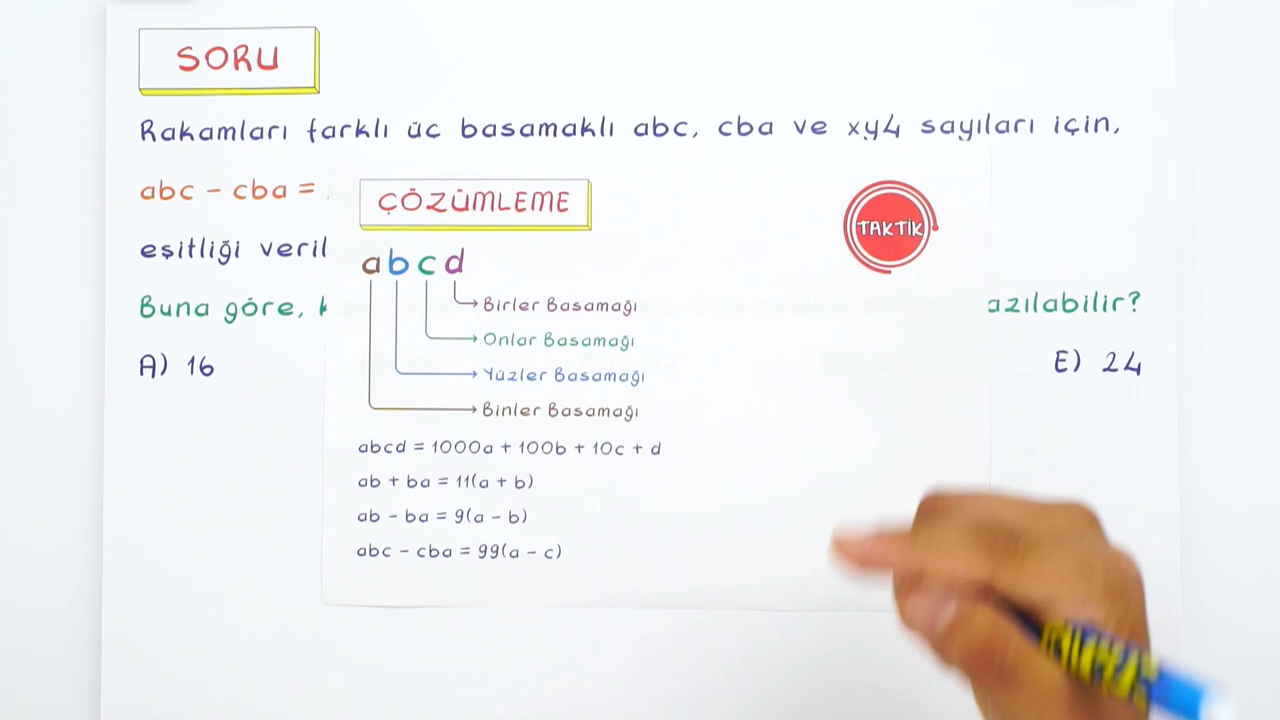 SORU
Rakamları farklı üç basamaklı abc, cba ve xy4 sayıları için,
abc - cba =
eşitliği veril
Buna göre, azılabilir?
A) 16
E) 24
ÇÖZÜMLEME
TAKTİK
abcd
Birler Basamağı
Onlar Basamağı
Yüzler Basamağı
Binler Basamağı
abcd = 1000a + 100b + 10c + d
ab + ba = 11(a + b)
ab - ba = 9(a - b)
abc - cba = 99(a - c)